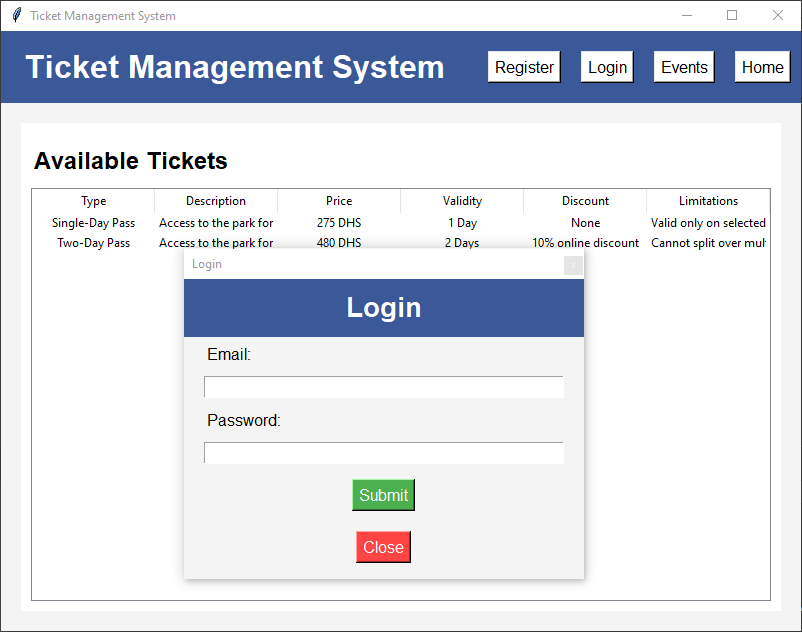 Ticket Management System
Ticket Management System Register Login Events Home
Available Tickets
Type Description Price Validity Discount Limitations
Single-Day Pass Access to the park for 275 DHS 1 Day None Valid only on selected
Two-Day Pass Access to the park for 480 DHS 2 Days 10% online discount Cannot split over mul
Login
Login
Email:
Password:
Submit
Close